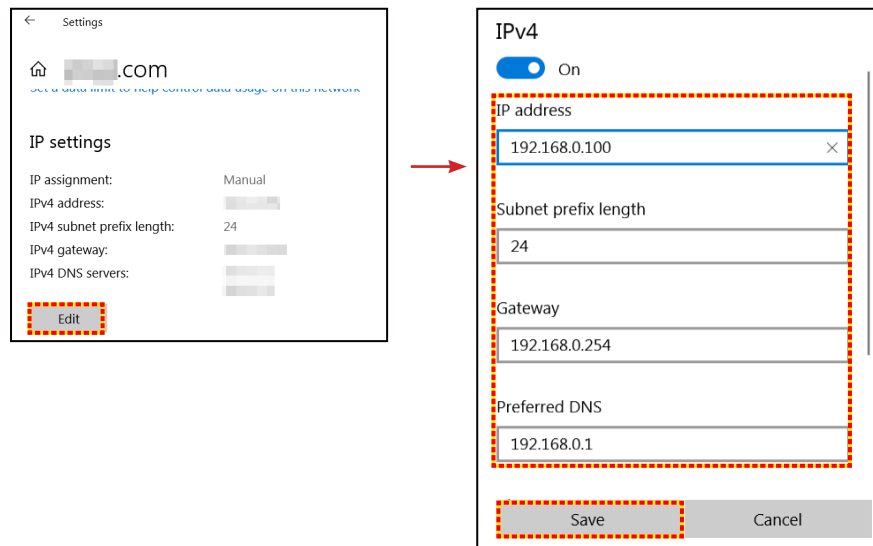 Settings
.com
Set a data limit to help control data usage on this network
IP settings
IP assignment: Manual
IPv4 address:
IPv4 subnet prefix length: 24
IPv4 gateway:
IPv4 DNS servers:
Edit
IPv4
On
IP address
192.168.0.100
Subnet prefix length
24
Gateway
192.168.0.254
Preferred DNS
192.168.0.1
Save Cancel